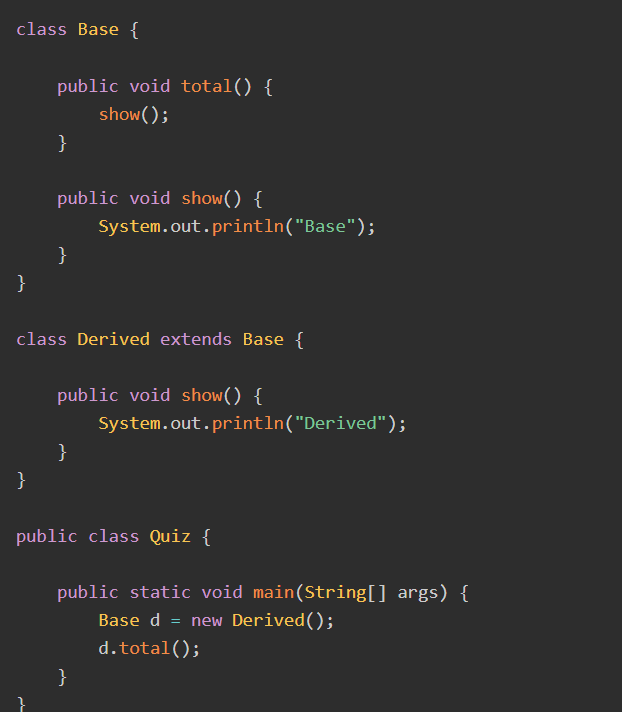 class Base {
    public void total() {
        show();
    }
    public void show() {
        System.out.println("Base");
    }
}
class Derived extends Base {
    public void show() {
        System.out.println("Derived");
    }
}
public class Quiz {
    public static void main(String[] args) {
        Base d = new Derived();
        d.total();
    }
}